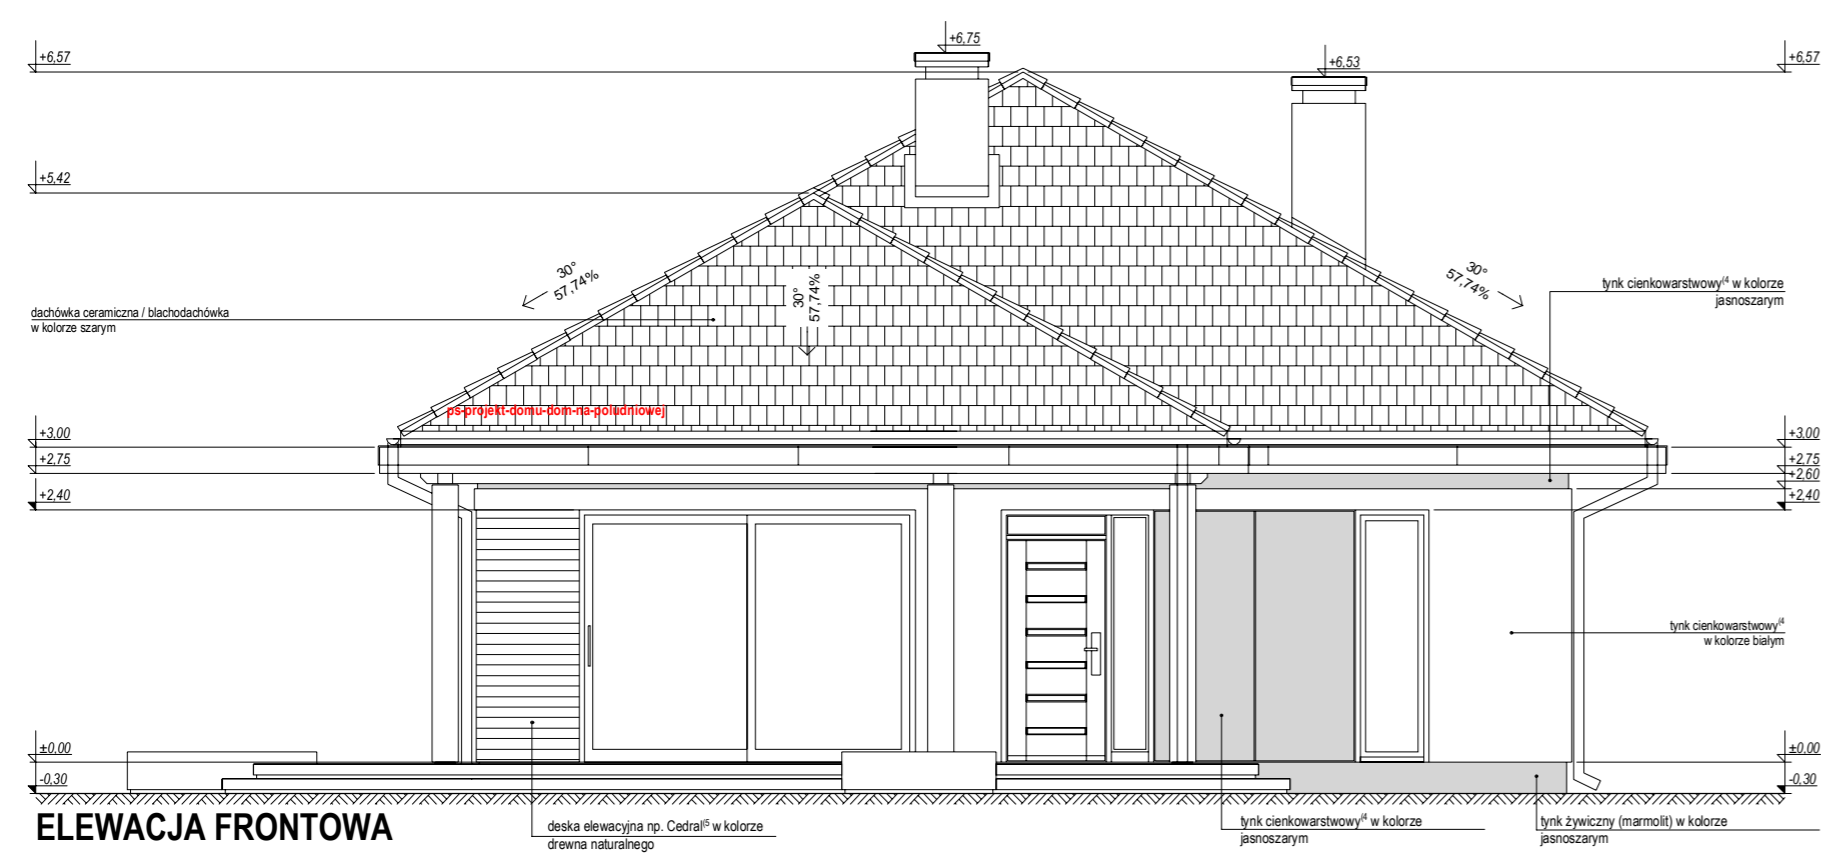 +6,75
+6,57
+6,53
+6,57
+5,42
30°
57,74%
30°
57,74%
30°
57,74%
tynk cienkowarstwowy⁽⁴ w kolorze
jasnoszarym
dachówka ceramiczna / blachodachówka
w kolorze szarym
ps-projekt-domu-dom-na-poludniowej
+3,00
+2,75
+2,40
+3,00
+2,75
+2,60
+2,40
tynk cienkowarstwowy⁽⁴
w kolorze białym
±0,00
-0,30
±0,00
-0,30
ELEWACJA FRONTOWA
deska elewacyjna np. Cedral⁽⁵ w kolorze
drewna naturalnego
tynk cienkowarstwowy⁽⁴ w kolorze
jasnoszarym
tynk żywiczny (marmolit) w kolorze
jasnoszarym